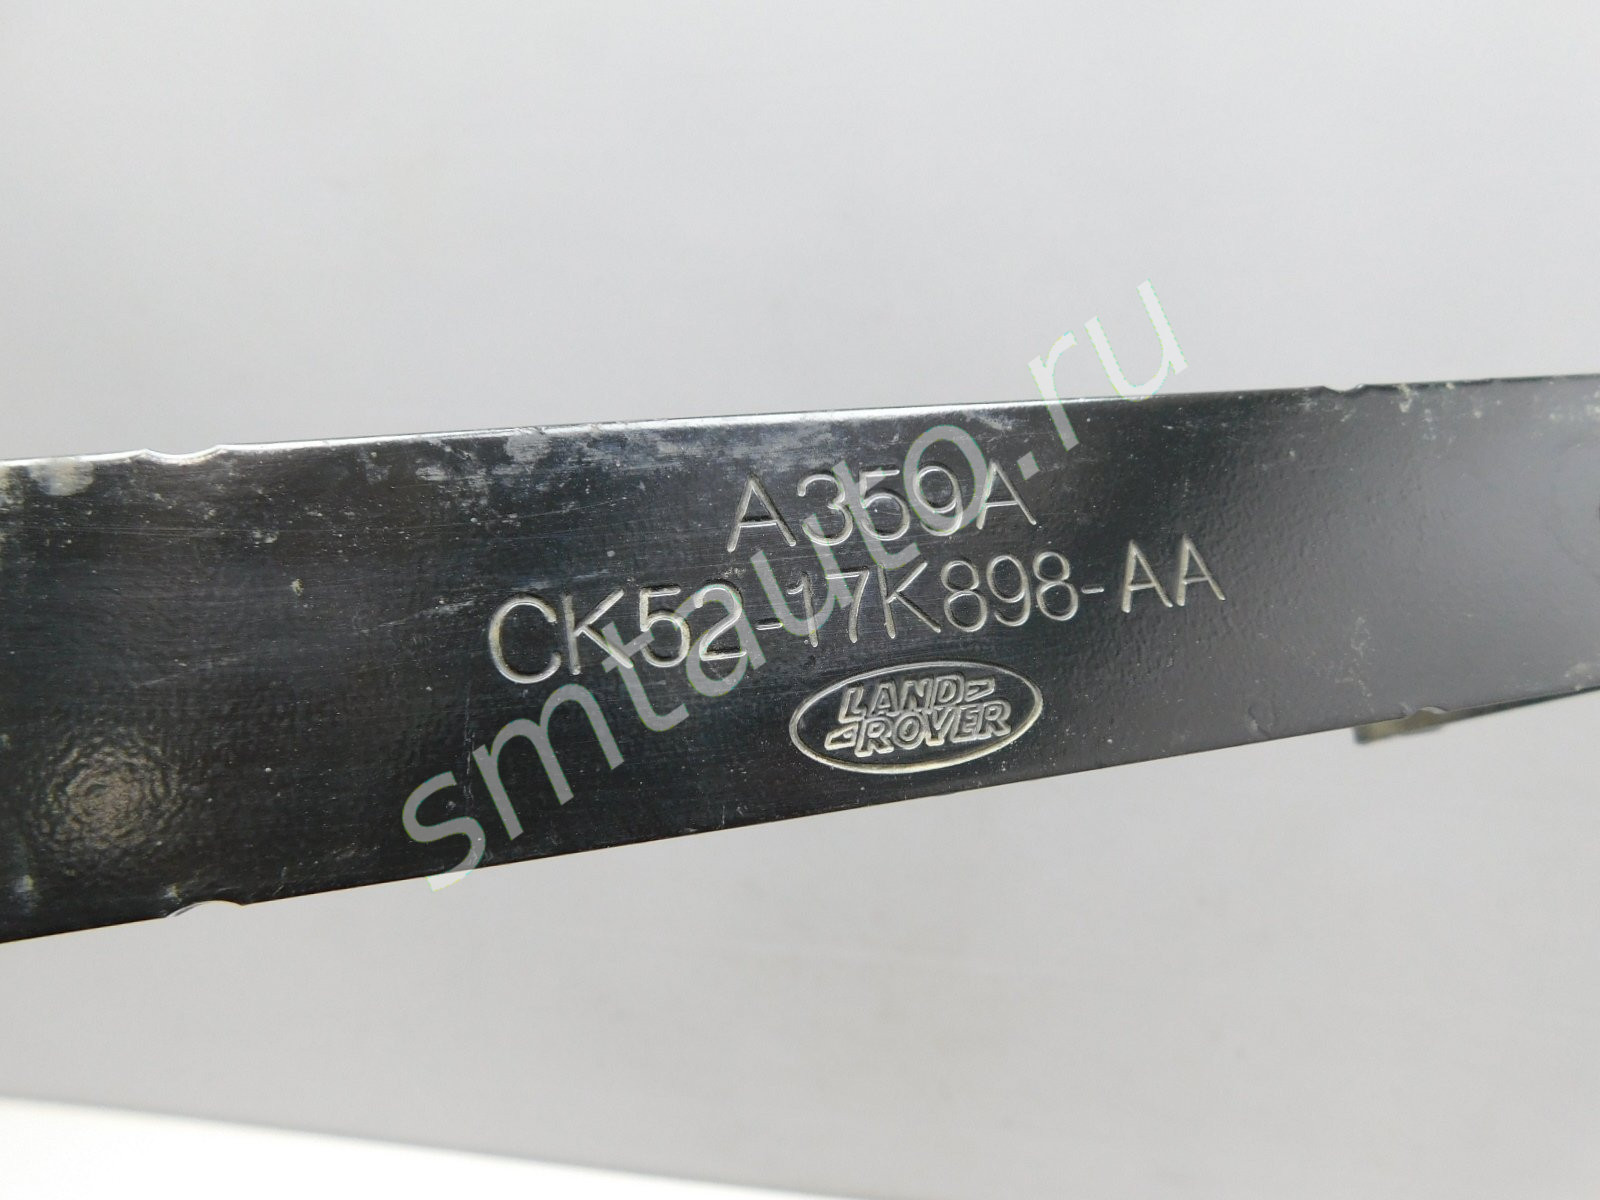 A359A
CK52-17K898-AA
LAND
ROVER
smtauto.ru